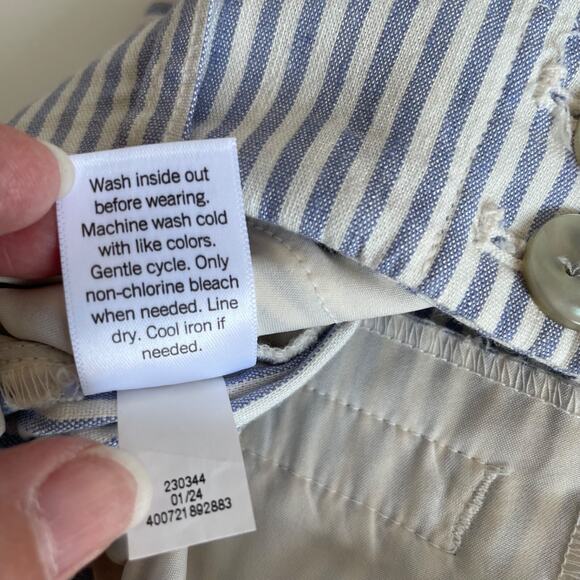 Wash inside out
before wearing.
Machine wash cold
with like colors.
Gentle cycle. Only
non-chlorine bleach
when needed. Line
dry. Cool iron if
needed.
230344
01/24
400721892883